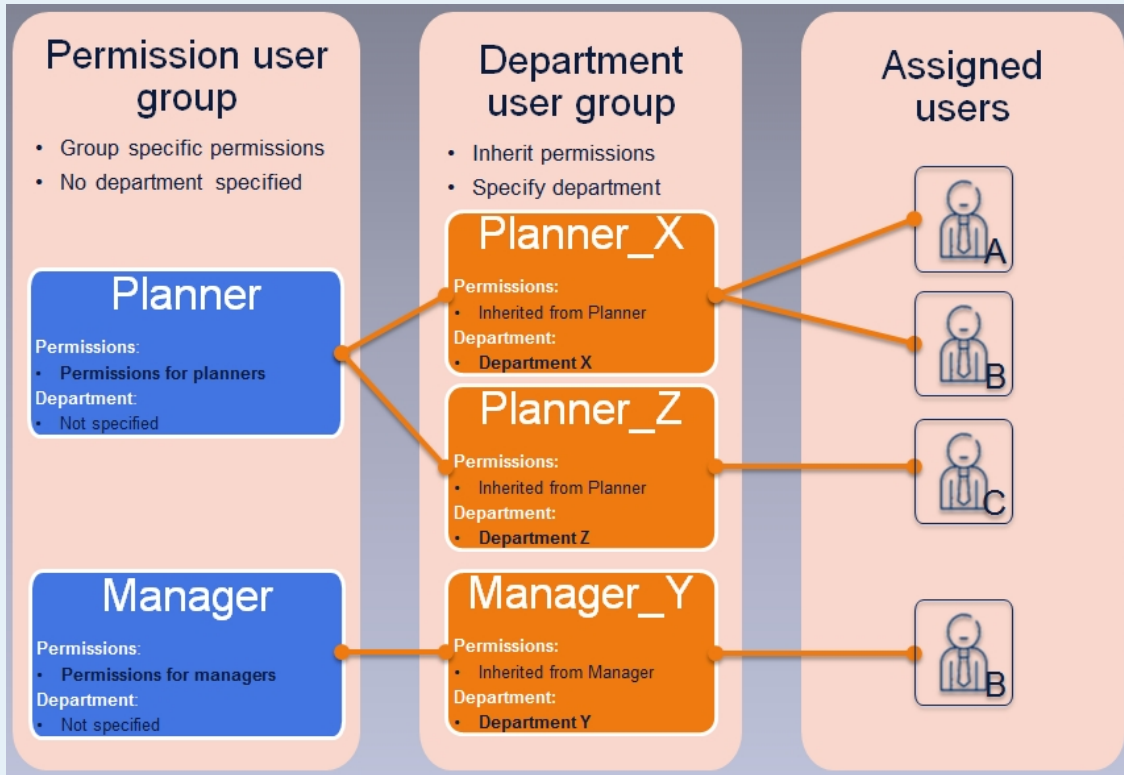 Permission user
group
• Group specific permissions
• No department specified
Planner
Permissions:
• Permissions for planners
Department:
• Not specified
Manager
Permissions:
• Permissions for managers
Department:
• Not specified
Department
user group
• Inherit permissions
• Specify department
Planner_X
Permissions:
• Inherited from Planner
Department:
• Department X
Planner_Z
Permissions:
• Inherited from Planner
Department:
• Department Z
Manager_Y
Permissions:
• Inherited from Manager
Department:
• Department Y
Assigned
users
A
B
C
B